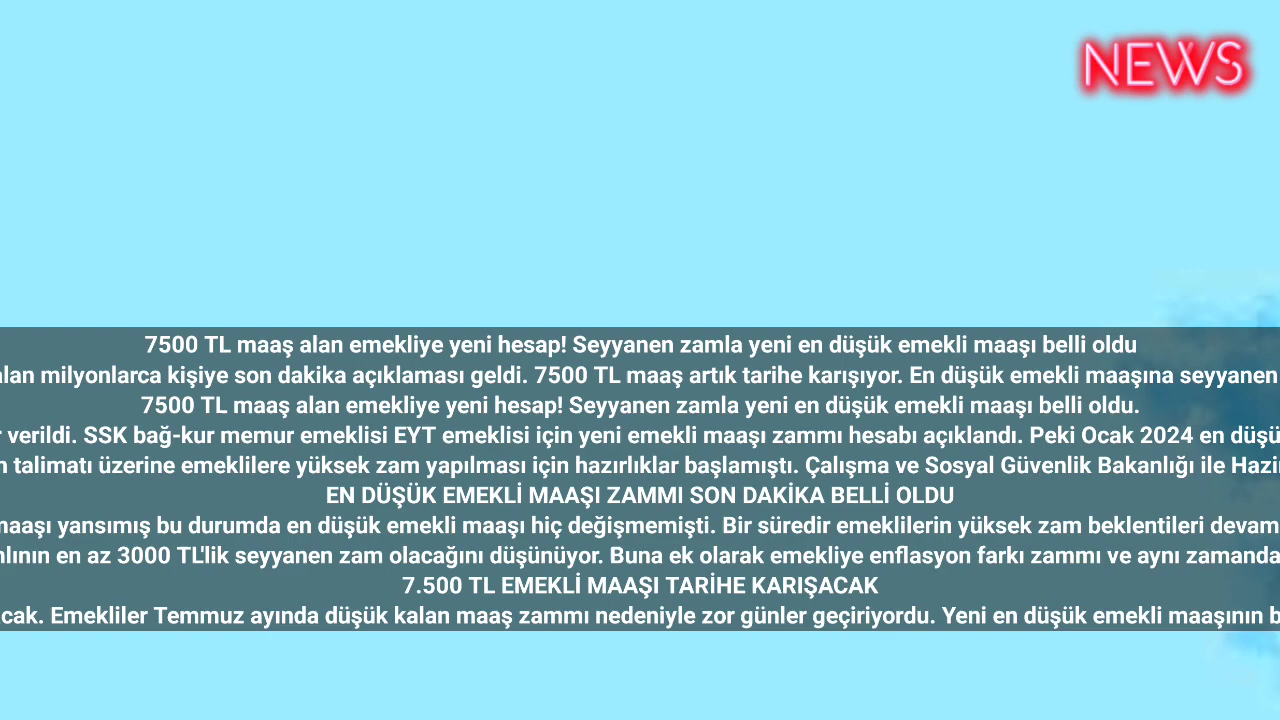 NEWS
7500 TL maaş alan emekliye yeni hesap! Seyyanen zamla yeni en düşük emekli maaşı belli oldu
alan milyonlarca kişiye son dakika açıklaması geldi. 7500 TL maaş artık tarihe karışıyor. En düşük emekli maaşına seyyanen
7500 TL maaş alan emekliye yeni hesap! Seyyanen zamla yeni en düşük emekli maaşı belli oldu.
verildi. SSK bağ-kur memur emeklisi EYT emeklisi için yeni emekli maaşı zammı hesabı açıklandı. Peki Ocak 2024 en
talimatı üzerine emeklilere yüksek zam yapılması için hazırlıklar başlamıştı. Çalışma ve Sosyal Güvenlik Bakanlığı ile
EN DÜŞÜK EMEKLİ MAAŞI ZAMMI SON DAKİKA BELLİ OLDU
maaşı yansımış bu durumda en düşük emekli maaşı hiç değişmemişti. Bir süredir emeklilerin yüksek zam beklentileri devam
en az 3000 TL'lik seyyanen zam olacağını düşünüyor. Buna ek olarak emekliye enflasyon farkı zammı ve aynı zamanda
7.500 TL EMEKLİ MAAŞI TARİHE KARIŞACAK
Emekliler Temmuz ayında düşük kalan maaş zammı nedeniyle zor günler geçiriyordu. Yeni en düşük emekli maaşının